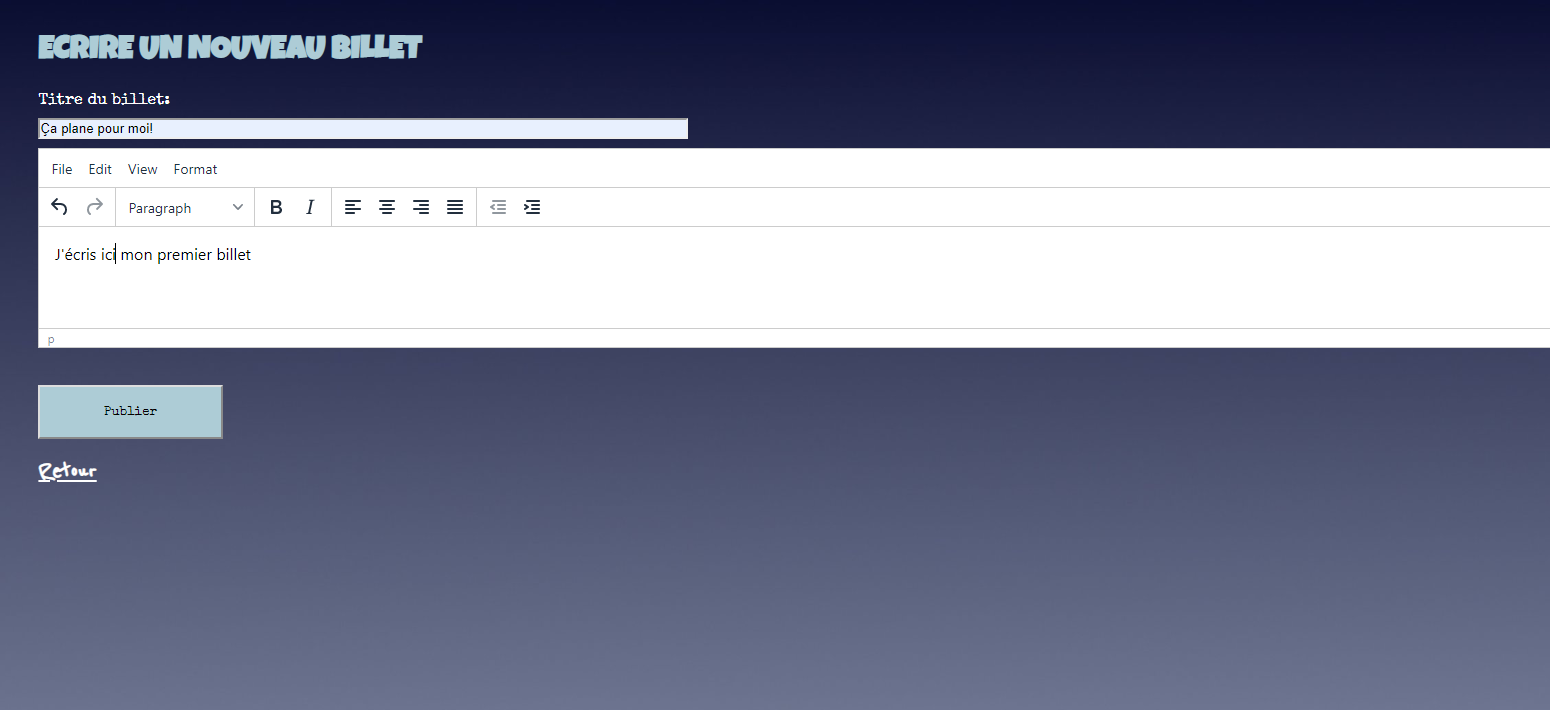 ECRIRE UN NOUVEAU BILLET
Titre du billet:
Ça plane pour moi!
File Edit View Format
Paragraph B I
J'écris ici mon premier billet
p
Publier
Retour